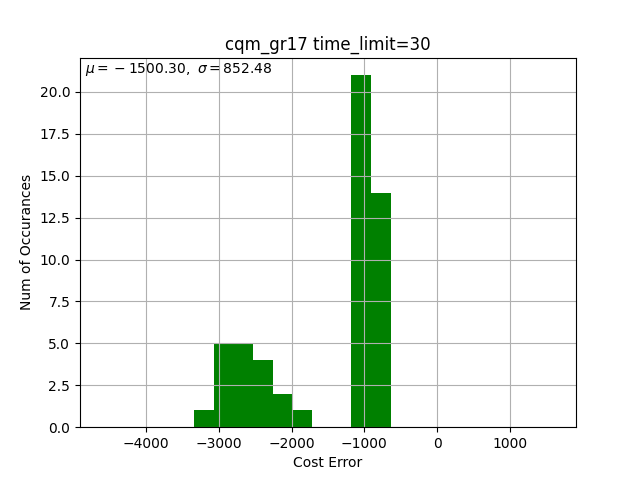 cqm_gr17 time_limit=30
μ = −1500.30, σ = 852.48
20.0
17.5
15.0
12.5
10.0
7.5
5.0
2.5
0.0
Num of Occurances
−4000 −3000 −2000 −1000 0 1000
Cost Error